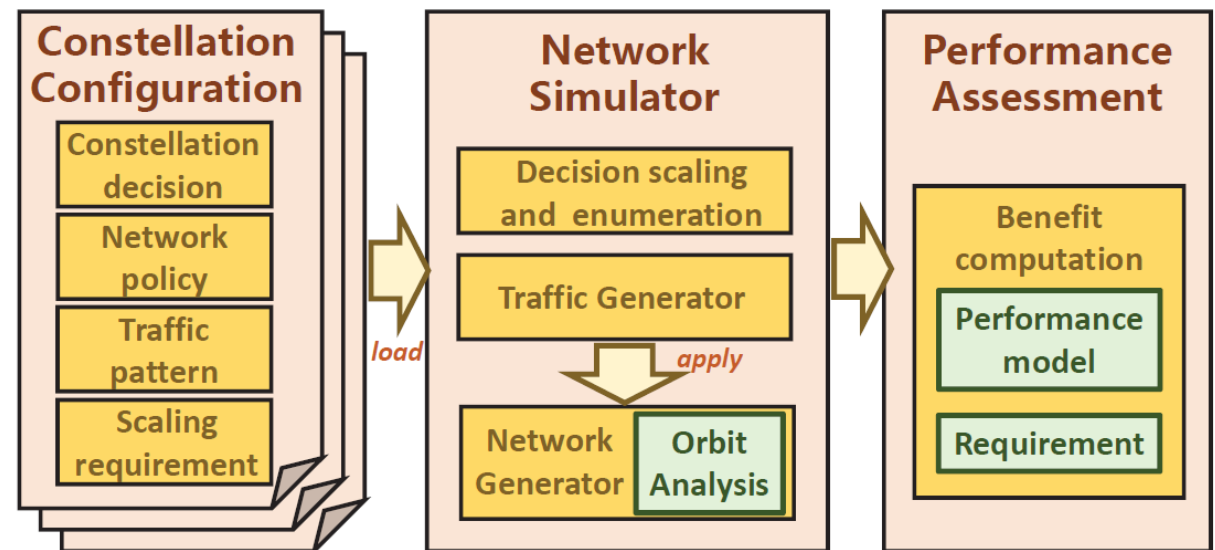 Constellation
Configuration
Constellation
decision
Network
policy
Traffic
pattern
Scaling
requirement
load
Network
Simulator
Decision scaling
and enumeration
Traffic Generator
apply
Network
Generator
Orbit
Analysis
Performance
Assessment
Benefit
computation
Performance
model
Requirement